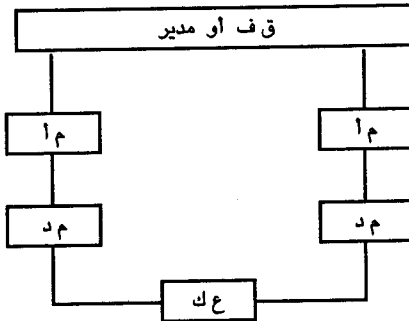 ق ف أو مدير
م أ
م أ
م د
م د
ع ك